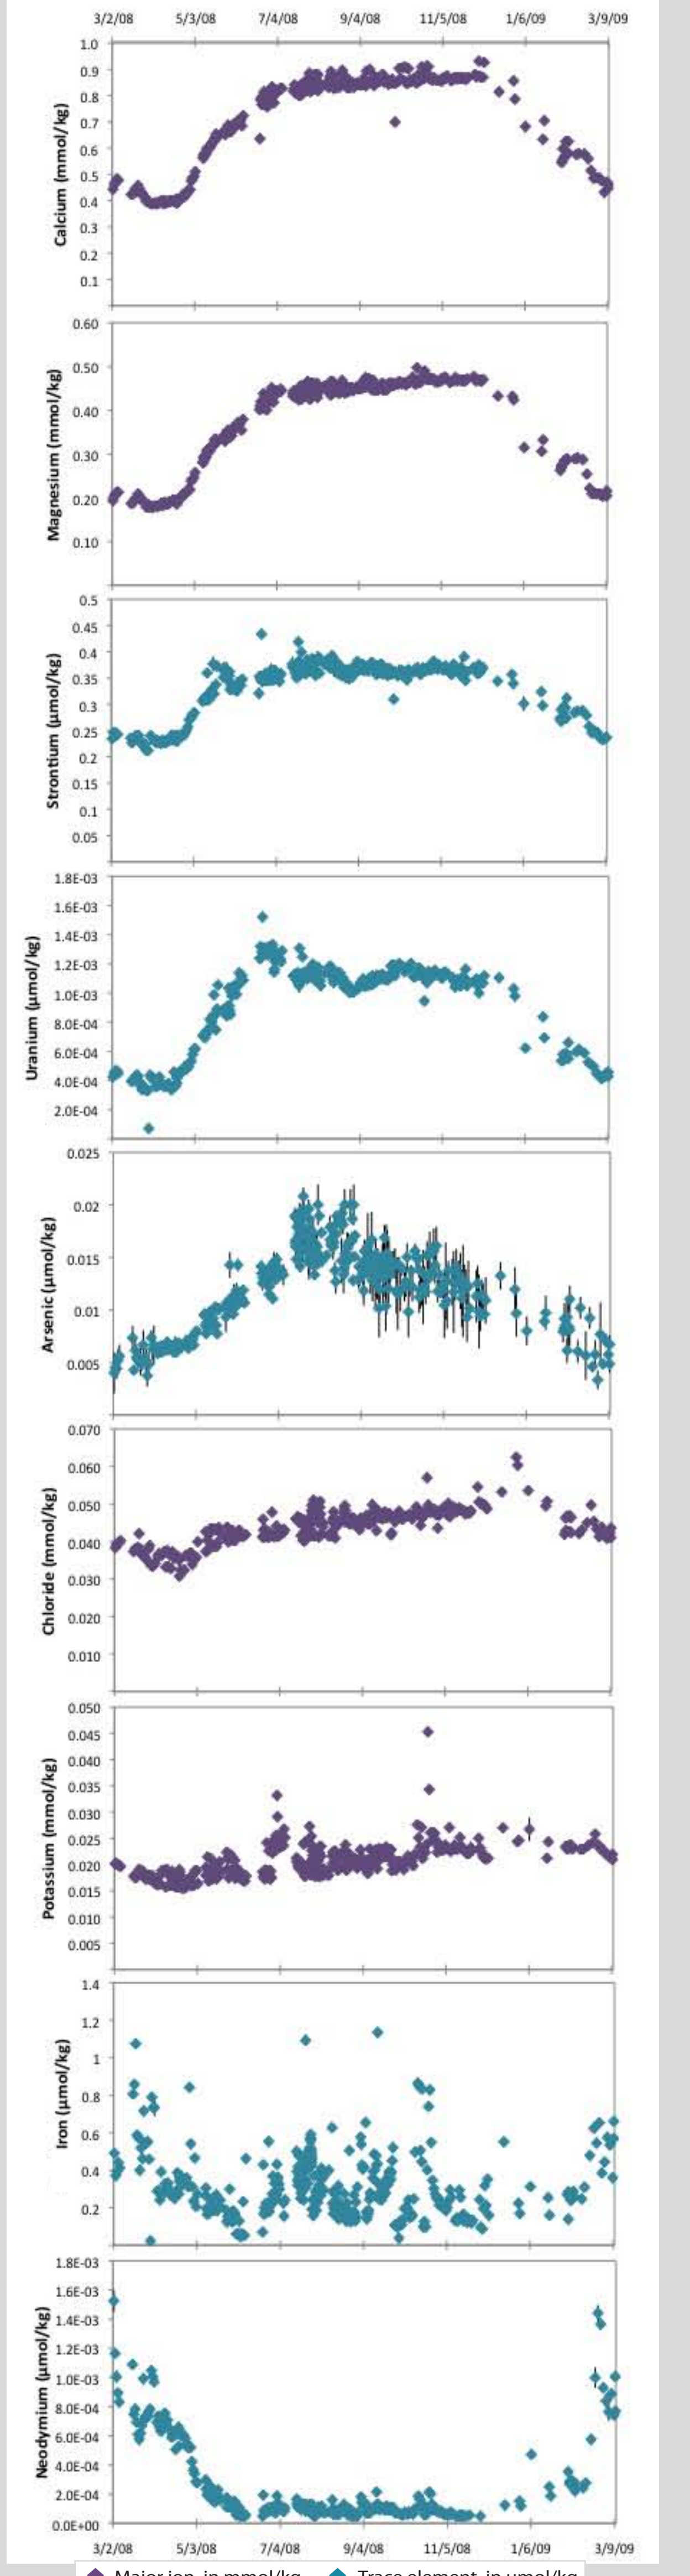 3/2/08 5/3/08 7/4/08 9/4/08 11/5/08 1/6/09 3/9/09
Calcium (mmol/kg)
1.0
0.9
0.8
0.7
0.6
0.5
0.4
0.3
0.2
0.1
Magnesium (mmol/kg)
0.60
0.50
0.40
0.30
0.20
0.10
Strontium (µmol/kg)
0.5
0.45
0.4
0.35
0.3
0.25
0.2
0.15
0.1
0.05
Uranium (µmol/kg)
1.8E-03
1.6E-03
1.4E-03
1.2E-03
1.0E-03
8.0E-04
6.0E-04
4.0E-04
2.0E-04
Arsenic (µmol/kg)
0.025
0.02
0.015
0.01
0.005
Chloride (mmol/kg)
0.070
0.060
0.050
0.040
0.030
0.020
0.010
Potassium (mmol/kg)
0.050
0.045
0.040
0.035
0.030
0.025
0.020
0.015
0.010
0.005
Iron (µmol/kg)
1.4
1.2
1
0.8
0.6
0.4
0.2
Neodymium (µmol/kg)
1.8E-03
1.6E-03
1.4E-03
1.2E-03
1.0E-03
8.0E-04
6.0E-04
4.0E-04
2.0E-04
0.0E+00
3/2/08 5/3/08 7/4/08 9/4/08 11/5/08 1/6/09 3/9/09
Major ion, in mmol/kg Trace element, in µmol/kg